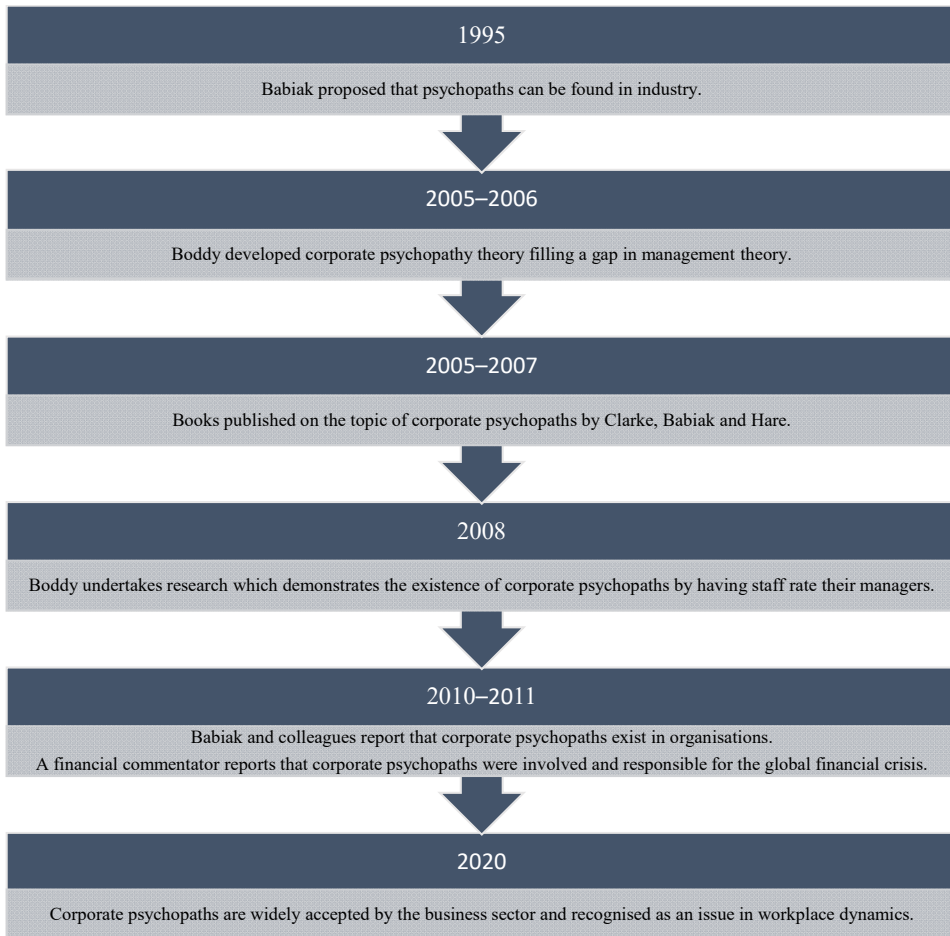 1995
Babiak proposed that psychopaths can be found in industry.
2005–2006
Boddy developed corporate psychopathy theory filling a gap in management theory.
2005–2007
Books published on the topic of corporate psychopaths by Clarke, Babiak and Hare.
2008
Boddy undertakes research which demonstrates the existence of corporate psychopaths by having staff rate their managers.
2010–2011
Babiak and colleagues report that corporate psychopaths exist in organisations.
A financial commentator reports that corporate psychopaths were involved and responsible for the global financial crisis.
2020
Corporate psychopaths are widely accepted by the business sector and recognised as an issue in workplace dynamics.